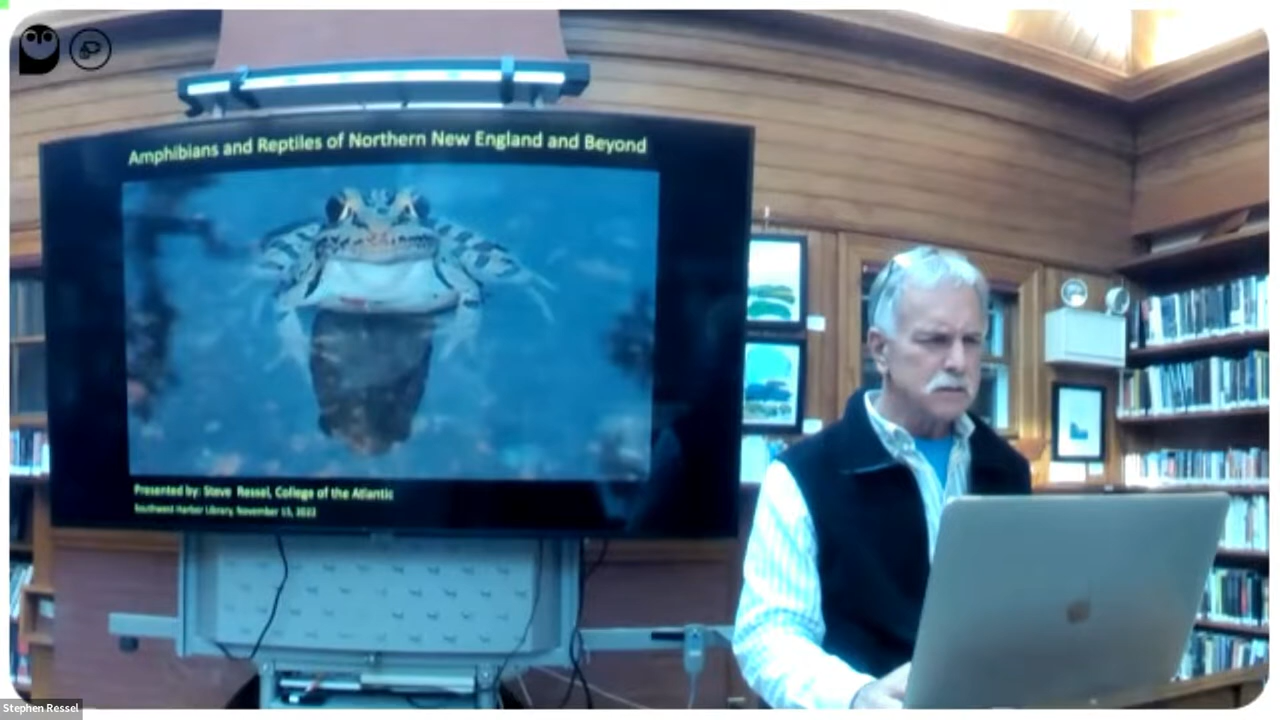 Amphibians and Reptiles of Northern New England and Beyond
Presented by: Steve Ressel, College of the Atlantic
Southwest Harbor Library, November 15, 2022
Stephen Ressel